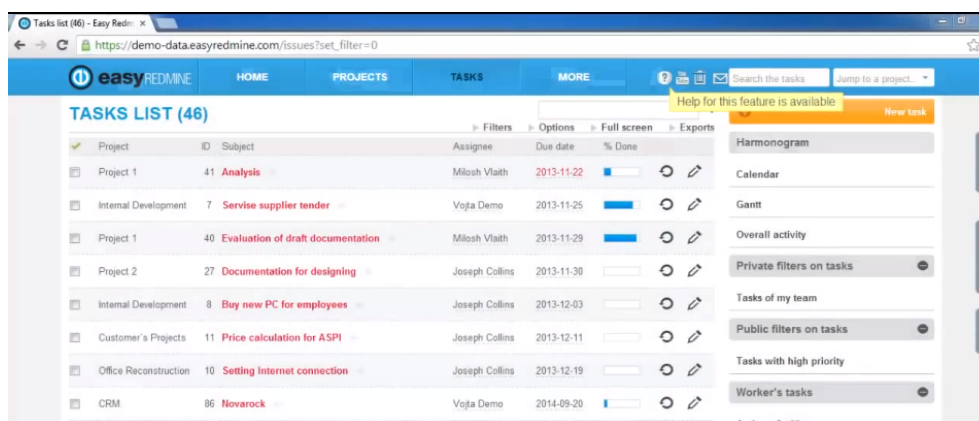 Tasks list (46) - Easy Redm
https://demo-data.easyredmine.com/issues?set_filter=0
easyREDMINE HOME PROJECTS TASKS MORE ? Search the tasks Jump to a project...
Help for this feature is available
TASKS LIST (46)
New task
Filters Options Full screen Exports
Harmonogram
Project ID Subject Assignee Due date % Done
Project 1 41 Analysis Milosh Vlaith 2013-11-22
Calendar
Internal Development 7 Servise supplier tender Vojta Demo 2013-11-25
Gantt
Project 1 40 Evaluation of draft documentation Milosh Vlaith 2013-11-29
Overall activity
Project 2 27 Documentation for designing Joseph Collins 2013-11-30
Private filters on tasks
Internal Development 8 Buy new PC for employees Joseph Collins 2013-12-03
Tasks of my team
Customer's Projects 11 Price calculation for ASPI Joseph Collins 2013-12-11
Public filters on tasks
Office Reconstruction 10 Setting Internet connection Joseph Collins 2013-12-19
Tasks with high priority
CRM 86 Novarock Vojta Demo 2014-09-20
Worker's tasks